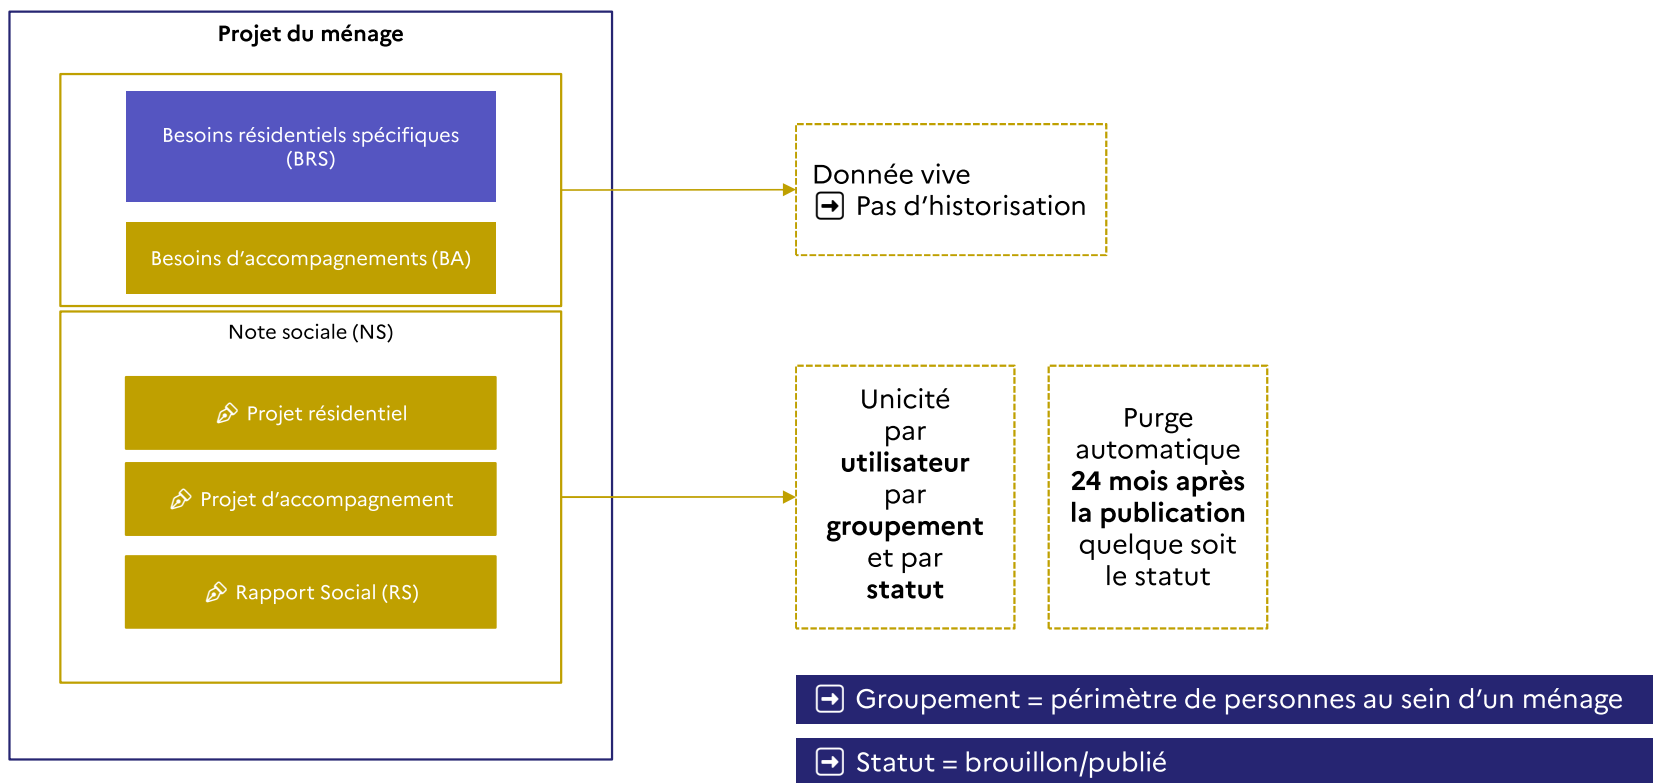 Projet du ménage
Besoins résidentiels spécifiques
(BRS)
Besoins d'accompagnements (BA)
Donnée vive
➡ Pas d'historisation
Note sociale (NS)
Projet résidentiel
Projet d'accompagnement
Rapport Social (RS)
Unicité
par
utilisateur
par
groupement
et par
statut
Purge
automatique
24 mois après
la publication
quelque soit
le statut
➡ Groupement = périmètre de personnes au sein d'un ménage
➡ Statut = brouillon/publié